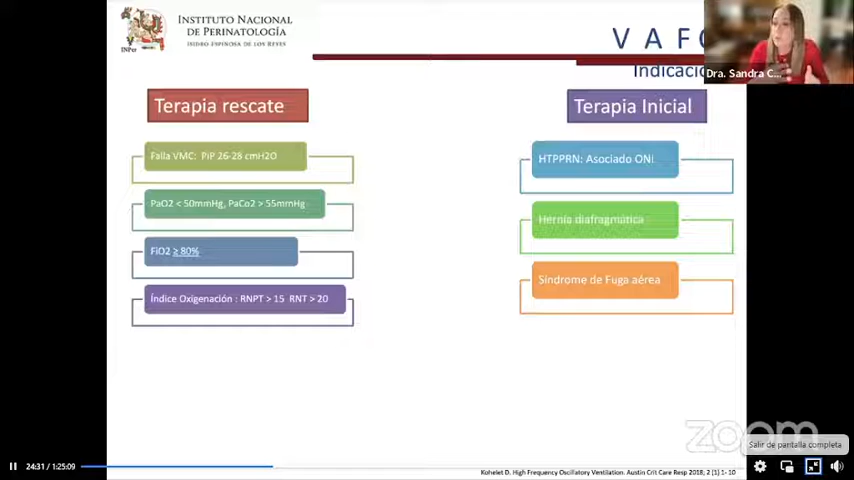 INSTITUTO NACIONAL
DE PERINATOLOGÍA
ISIDRO ESPINOSA DE LOS REYES
INPer
V A F
Indicacio
Dra. Sandra C...
Terapia rescate
Terapia Inicial
Falla VMC: PiP 26-28 cmH2O
PaO2 < 50mmHg, PaCo2 > 55mmHg
FiO2 ≥ 80%
Índice Oxigenación : RNPT > 15 RNT > 20
HTPPRN: Asociado ONi
Hernia diafragmática
Síndrome de Fuga aérea
zoom
Salir de pantalla completa
24:31 / 1:25:09
Kohelet D. High Frequency Oscillatory Ventilation. Austin Crit Care Resp 2018; 2 (1) 1- 10